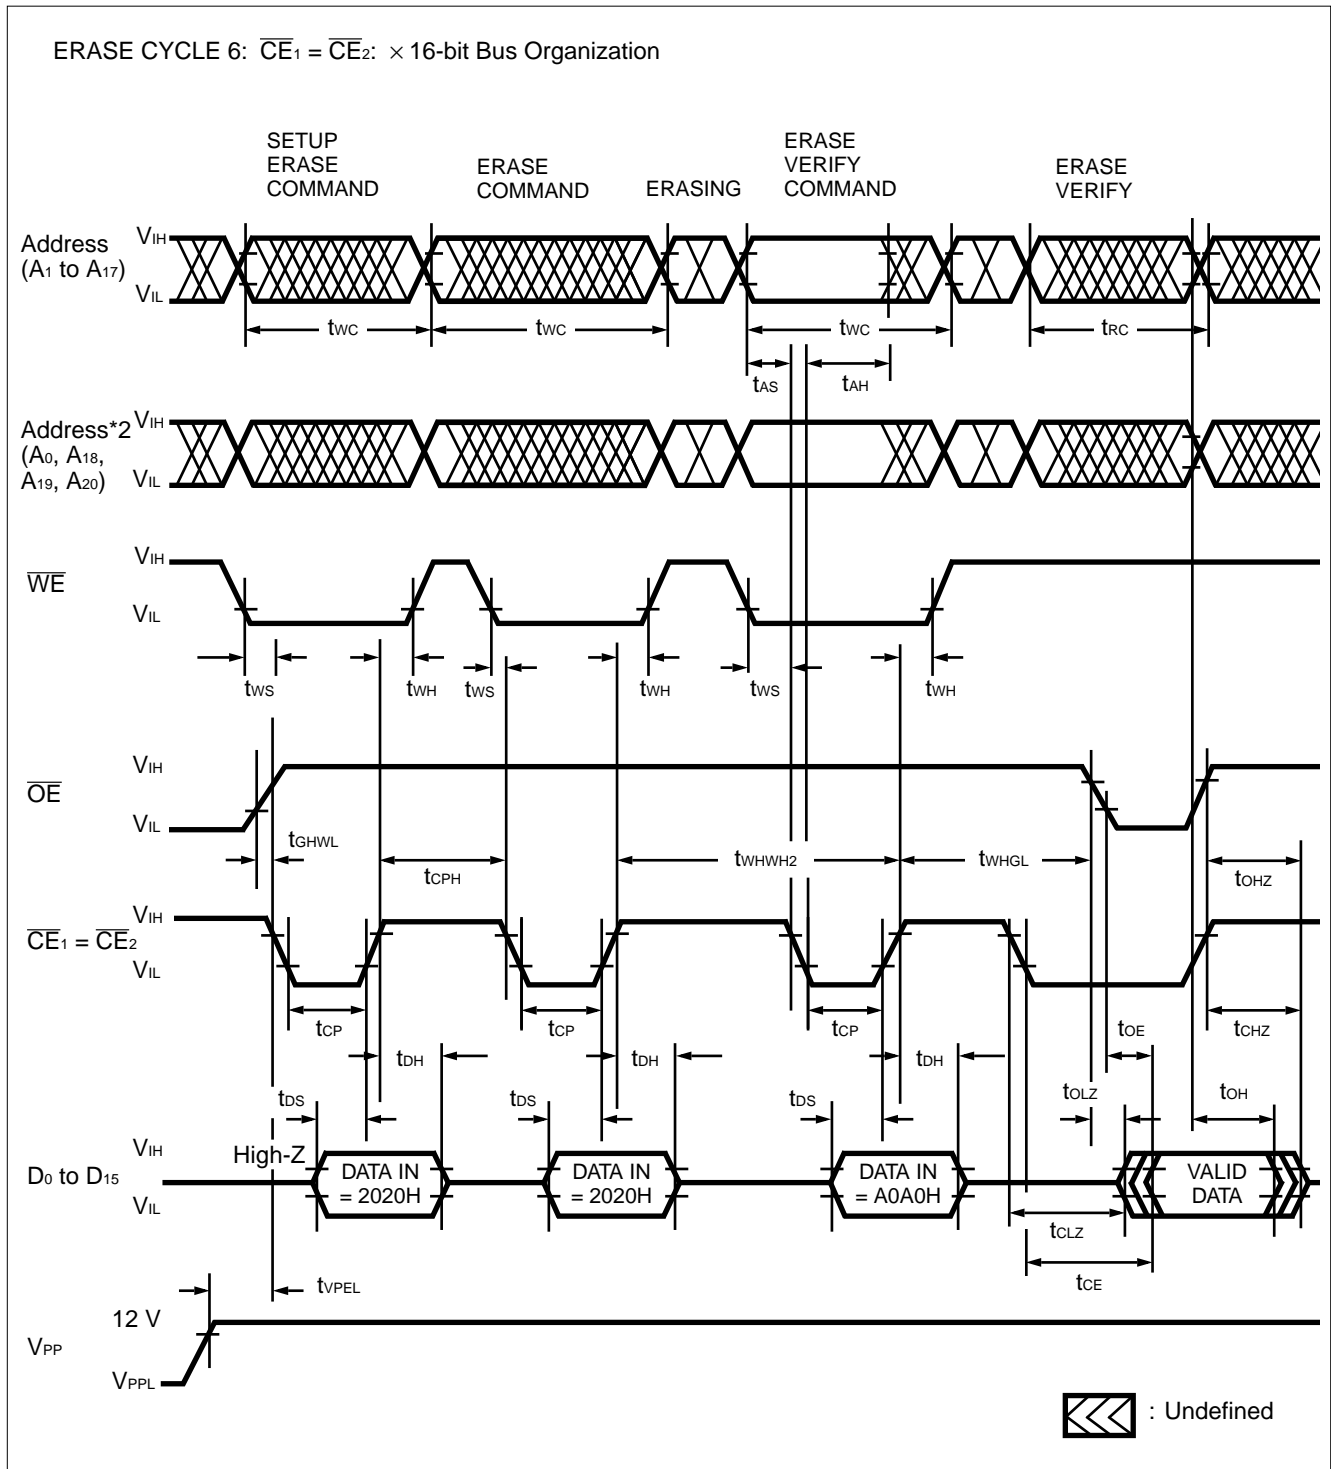 ERASE CYCLE 6: CE1 = CE2: × 16-bit Bus Organization
SETUP
ERASE
COMMAND
ERASE
COMMAND
ERASING
ERASE
VERIFY
COMMAND
ERASE
VERIFY
Address
(A1 to A17)
VIH
VIL
tWC
tWC
tWC
tRC
tAS
tAH
Address*2
(A0, A18,
A19, A20)
VIH
VIL
WE
VIH
VIL
tWS
tWH
tWS
tWH
tWS
tWH
OE
VIH
VIL
tGHWL
tCPH
tWHWH2
tWHGL
tOHZ
CE1 = CE2
VIH
VIL
tCP
tCP
tCP
tOE
tCHZ
tDH
tDH
tDH
tDS
tDS
tDS
tOLZ
tOH
D0 to D15
VIH
VIL
High-Z
DATA IN
= 2020H
DATA IN
= 2020H
DATA IN
= A0A0H
VALID
DATA
tCLZ
tCE
tVPEL
VPP
12 V
VPPL
: Undefined